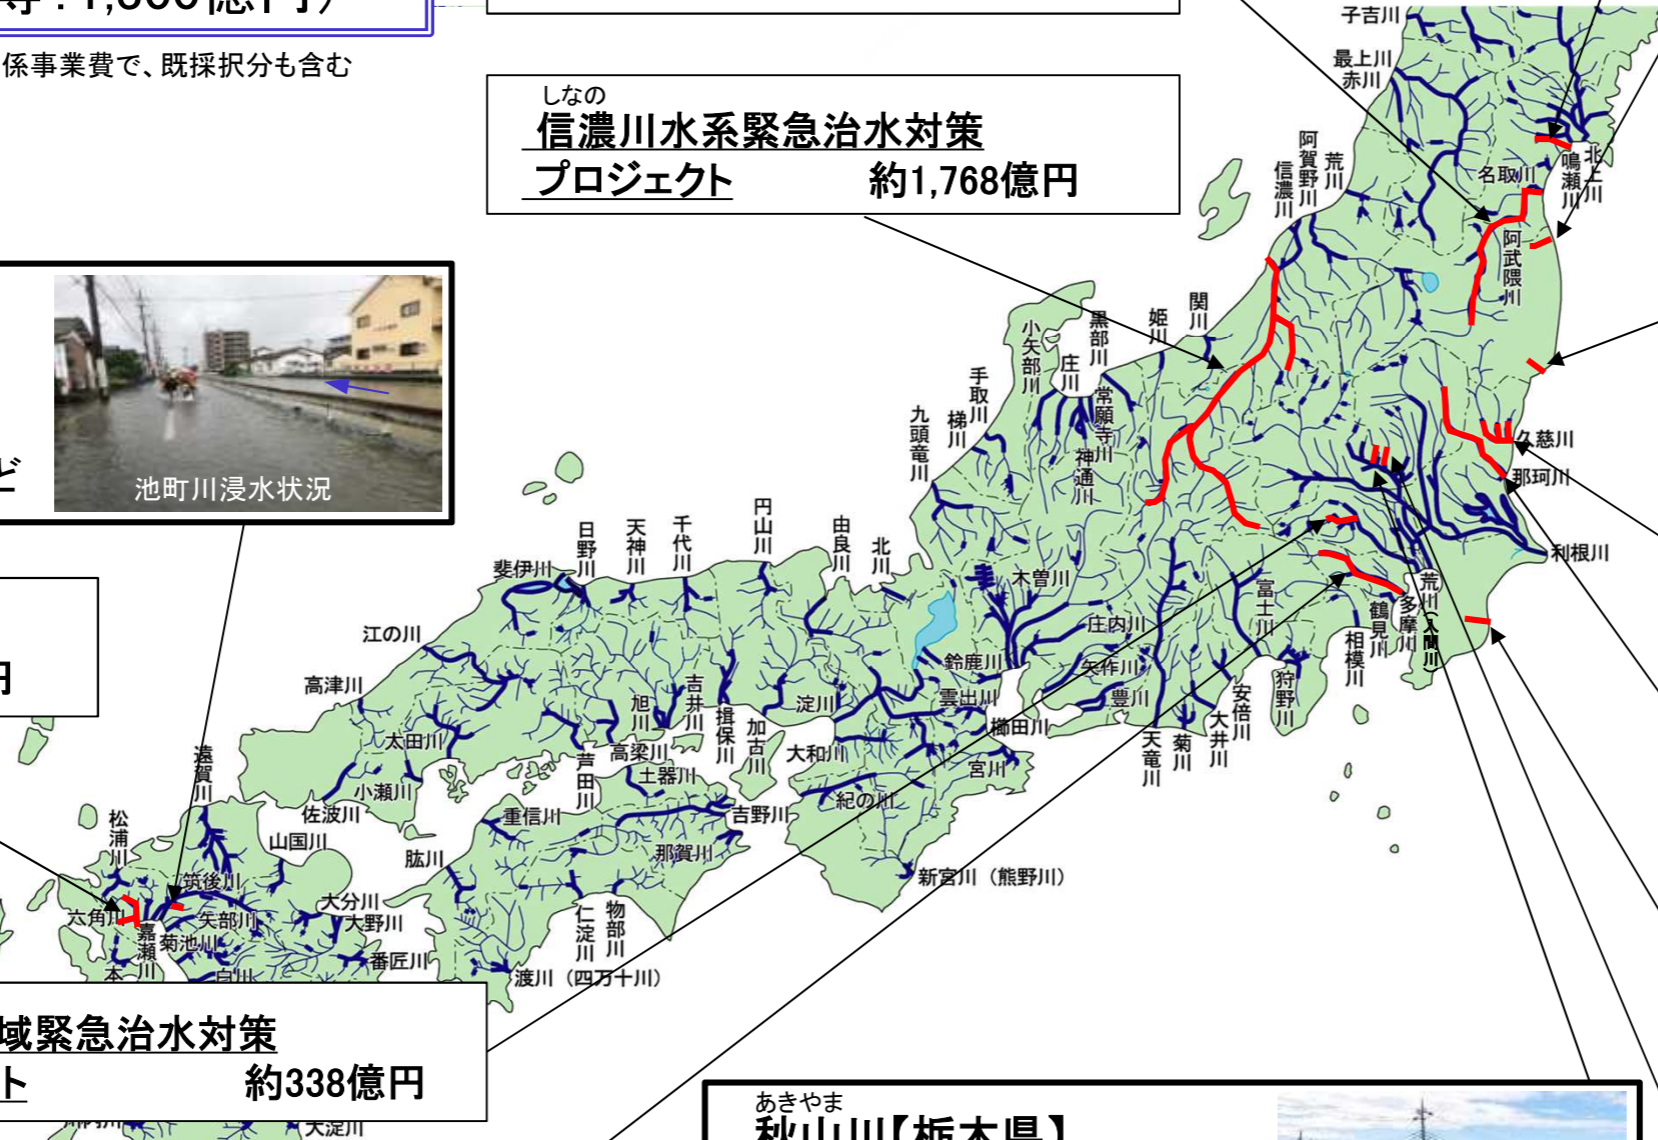 等:1,300億円)
係事業費で、既採択分も含む
しなの
信濃川水系緊急治水対策
プロジェクト 約1,768億円
ど
池町川浸水状況
円
域緊急治水対策
ト 約338億円
あきやま
秋山川【栃木県】
子吉川
最上川
赤川
荒川
阿賀野川
信濃川
名取川
鳴瀬川
北上川
阿武隈川
関川
姫川
黒部川
小矢部川
庄川
常願寺川
神通川
手取川
梯川
九頭竜川
久慈川
那珂川
利根川
荒川(入間川)
多摩川
鶴見川
相模川
富士川
狩野川
安倍川
大井川
菊川
天竜川
豊川
矢作川
庄内川
木曽川
鈴鹿川
雲出川
櫛田川
宮川
北川
由良川
円山川
千代川
天神川
日野川
斐伊川
江の川
高津川
淀川
大和川
紀の川
新宮川(熊野川)
加古川
揖保川
吉井川
旭川
高梁川
芦田川
太田川
小瀬川
佐波川
土器川
吉野川
那賀川
重信川
肱川
物部川
仁淀川
渡川(四万十川)
遠賀川
山国川
松浦川
筑後川
六角川
嘉瀬川
矢部川
菊池川
白川
本
大分川
大野川
番匠川
大淀川